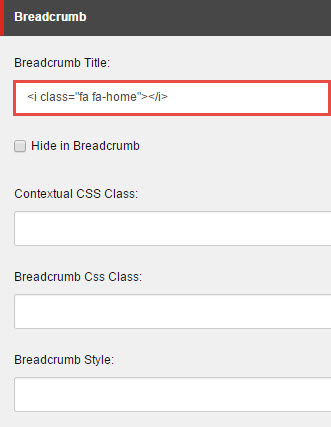 Breadcrumb
Breadcrumb Title:
<i class="fa fa-home"></i>
Hide in Breadcrumb
Contextual CSS Class:
Breadcrumb Css Class:
Breadcrumb Style: